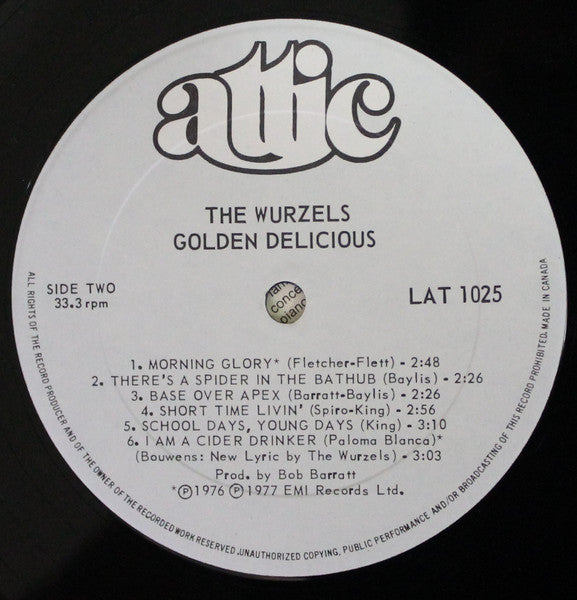 attic
THE WURZELS
GOLDEN DELICIOUS
SIDE TWO
33.3 rpm
LAT 1025
conce
piano
1. MORNING GLORY* (Fletcher-Flett) - 2:48
2. THERE'S A SPIDER IN THE BATHUB (Baylis) - 2:26
3. BASE OVER APEX (Barratt-Baylis) - 2:26
4. SHORT TIME LIVIN' (Spiro-King) - 2:56
5. SCHOOL DAYS, YOUNG DAYS (King) - 3:10
6. I AM A CIDER DRINKER (Paloma Blanca)*
(Bouwens: New Lyric by The Wurzels) - 3:03
Prod. by Bob Barratt
*Ⓟ1976 Ⓟ1977 EMI Records Ltd.
ALL RIGHTS OF THE RECORD PRODUCER AND OF THE OWNER OF THE RECORDED WORK RESERVED. UNAUTHORIZED COPYING, PUBLIC PERFORMANCE AND/OR BROADCASTING OF THIS RECORD PROHIBITED. MADE IN CANADA